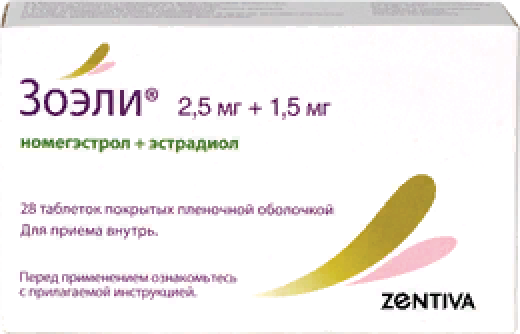 Зоэли® 2,5 мг + 1,5 мг
номегэстрол + эстрадиол
28 таблеток покрытых пленочной оболочкой
Для приема внутрь.
Перед применением ознакомьтесь
с прилагаемой инструкцией.
ZENTIVA